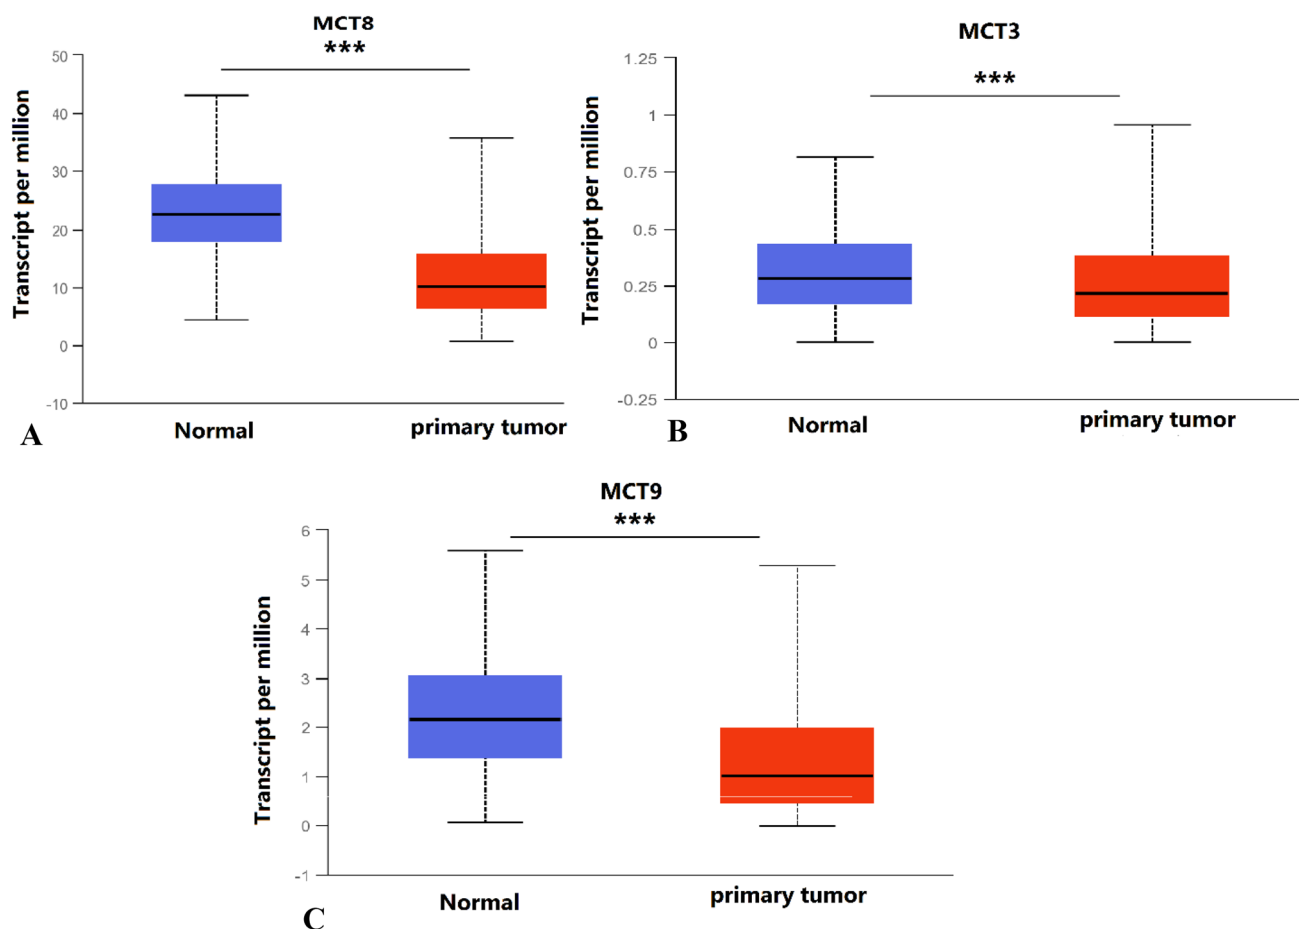 MCT8
***
50
40
30
20
10
0
-10
Transcript per million
Normal
primary tumor
A
MCT3
***
1.25
1
0.75
0.5
0.25
0
-0.25
Transcript per million
Normal
primary tumor
B
MCT9
***
6
5
4
3
2
1
0
-1
Transcript per million
Normal
primary tumor
C